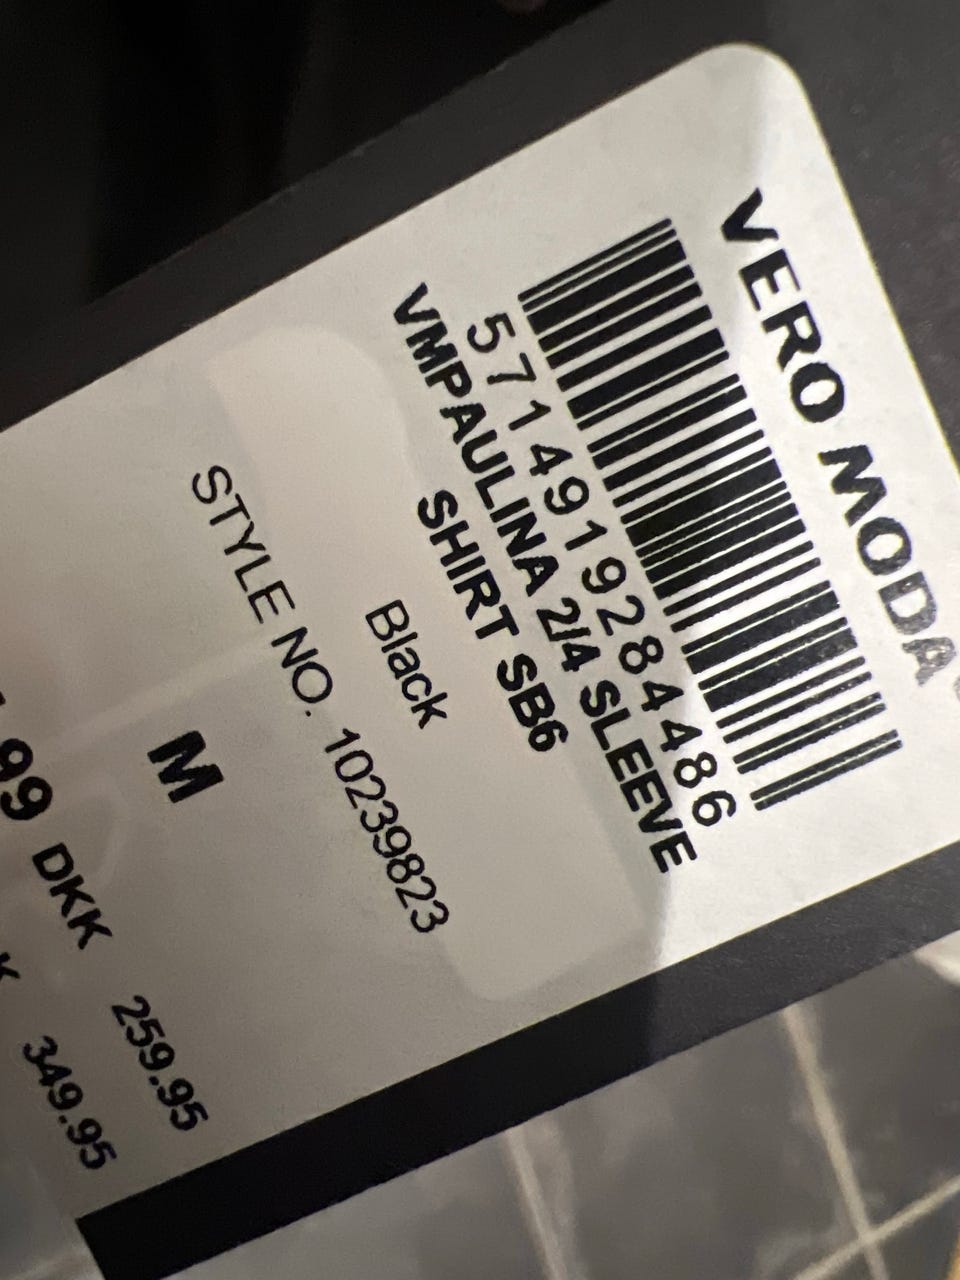 VERO MODA
5714919284486
VMPAULINA 2/4 SLEEVE
SHIRT SB6
Black
STYLE NO. 10239823
M
99 DKK 259.95
349.95